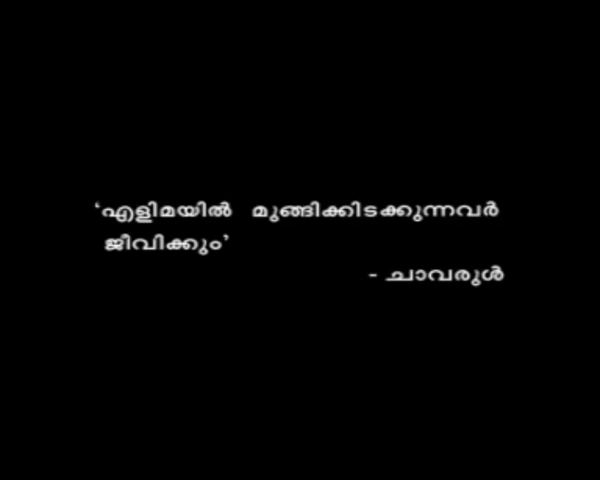 ‘എളിമയിൽ മുങ്ങിക്കിടക്കുന്നവർ
ജീവിക്കും’
- ചാവരുൾ